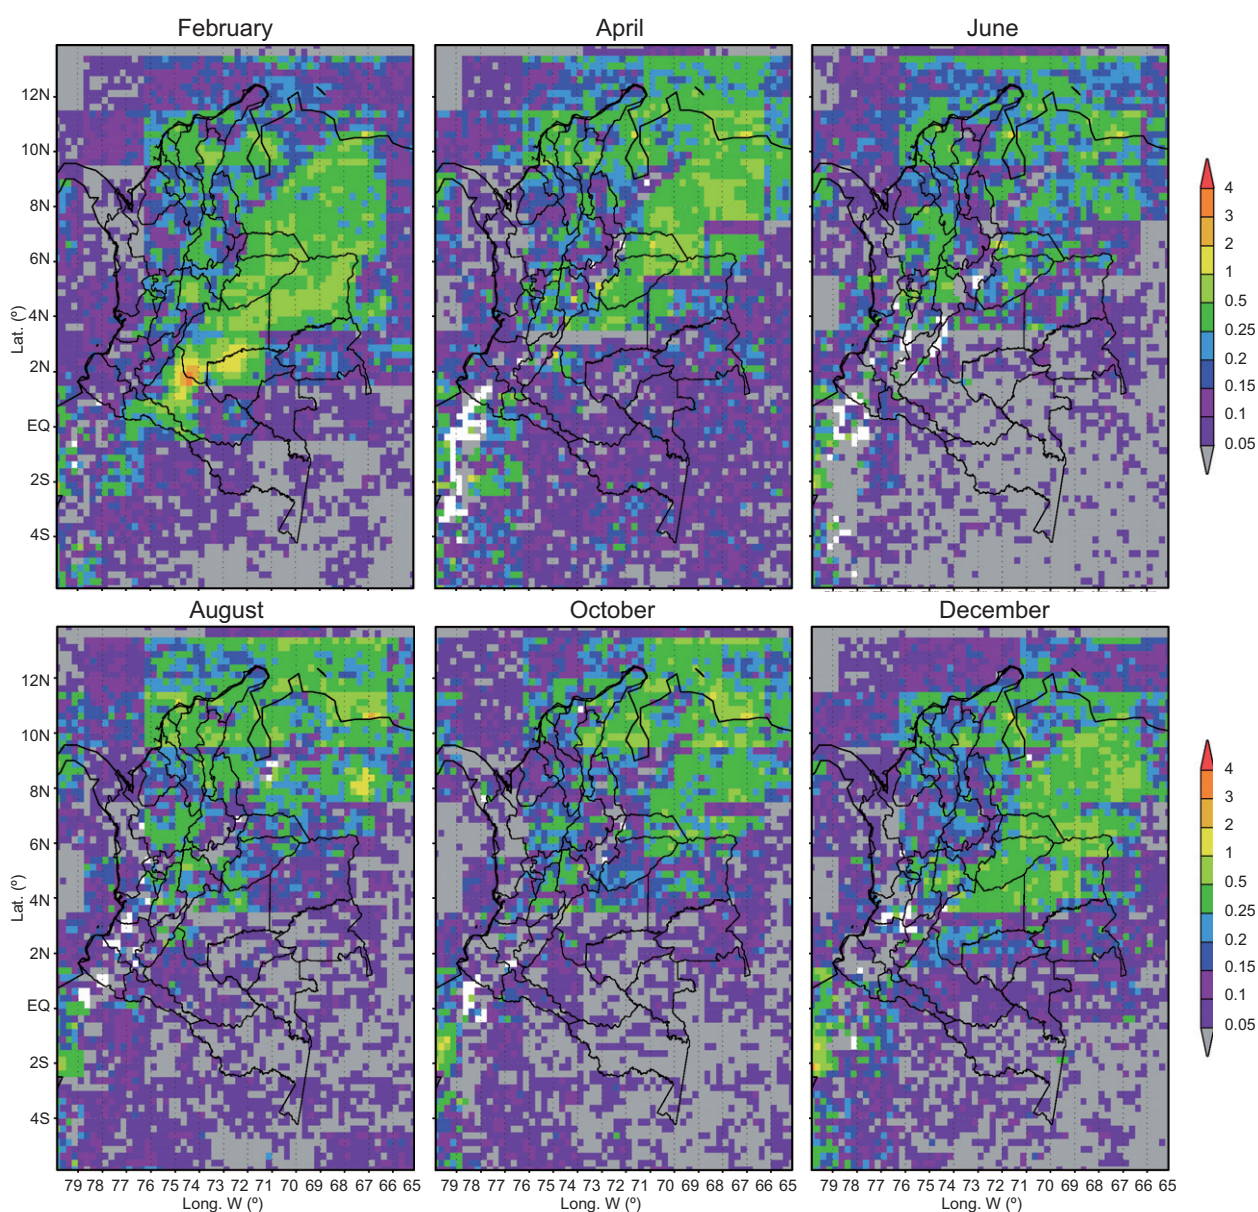 February April June
12N
10N
8N
6N
4N
2N
EQ
2S
4S
Lat. (º)
4
3
2
1
0.5
0.25
0.2
0.15
0.1
0.05
August October December
12N
10N
8N
6N
4N
2N
EQ
2S
4S
Lat. (º)
4
3
2
1
0.5
0.25
0.2
0.15
0.1
0.05
79 78 77 76 75 74 73 72 71 70 69 68 67 66 65
79 78 77 76 75 74 73 72 71 70 69 68 67 66 65
79 78 77 76 75 74 73 72 71 70 69 68 67 66 65
Long. W (º) Long. W (º) Long. W (º)